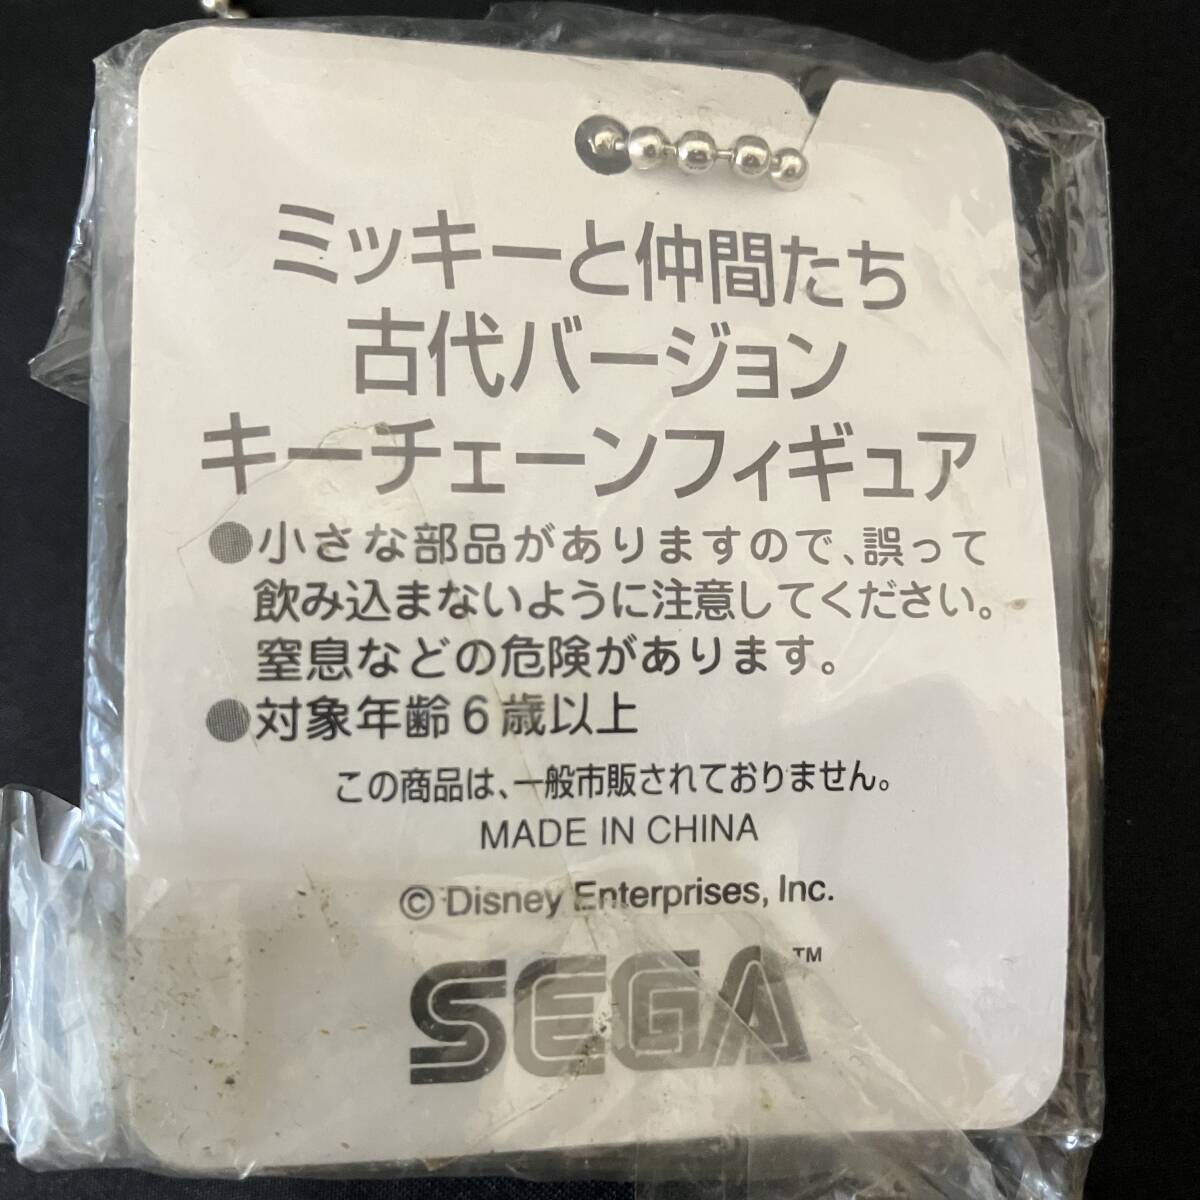 ミッキーと仲間たち
古代バージョン
キーチェーンフィギュア
●小さな部品がありますので、誤って
飲み込まないように注意してください。
窒息などの危険があります。
●対象年齢6歳以上
この商品は、一般市販されておりません。
MADE IN CHINA
© Disney Enterprises, Inc.
SEGA™